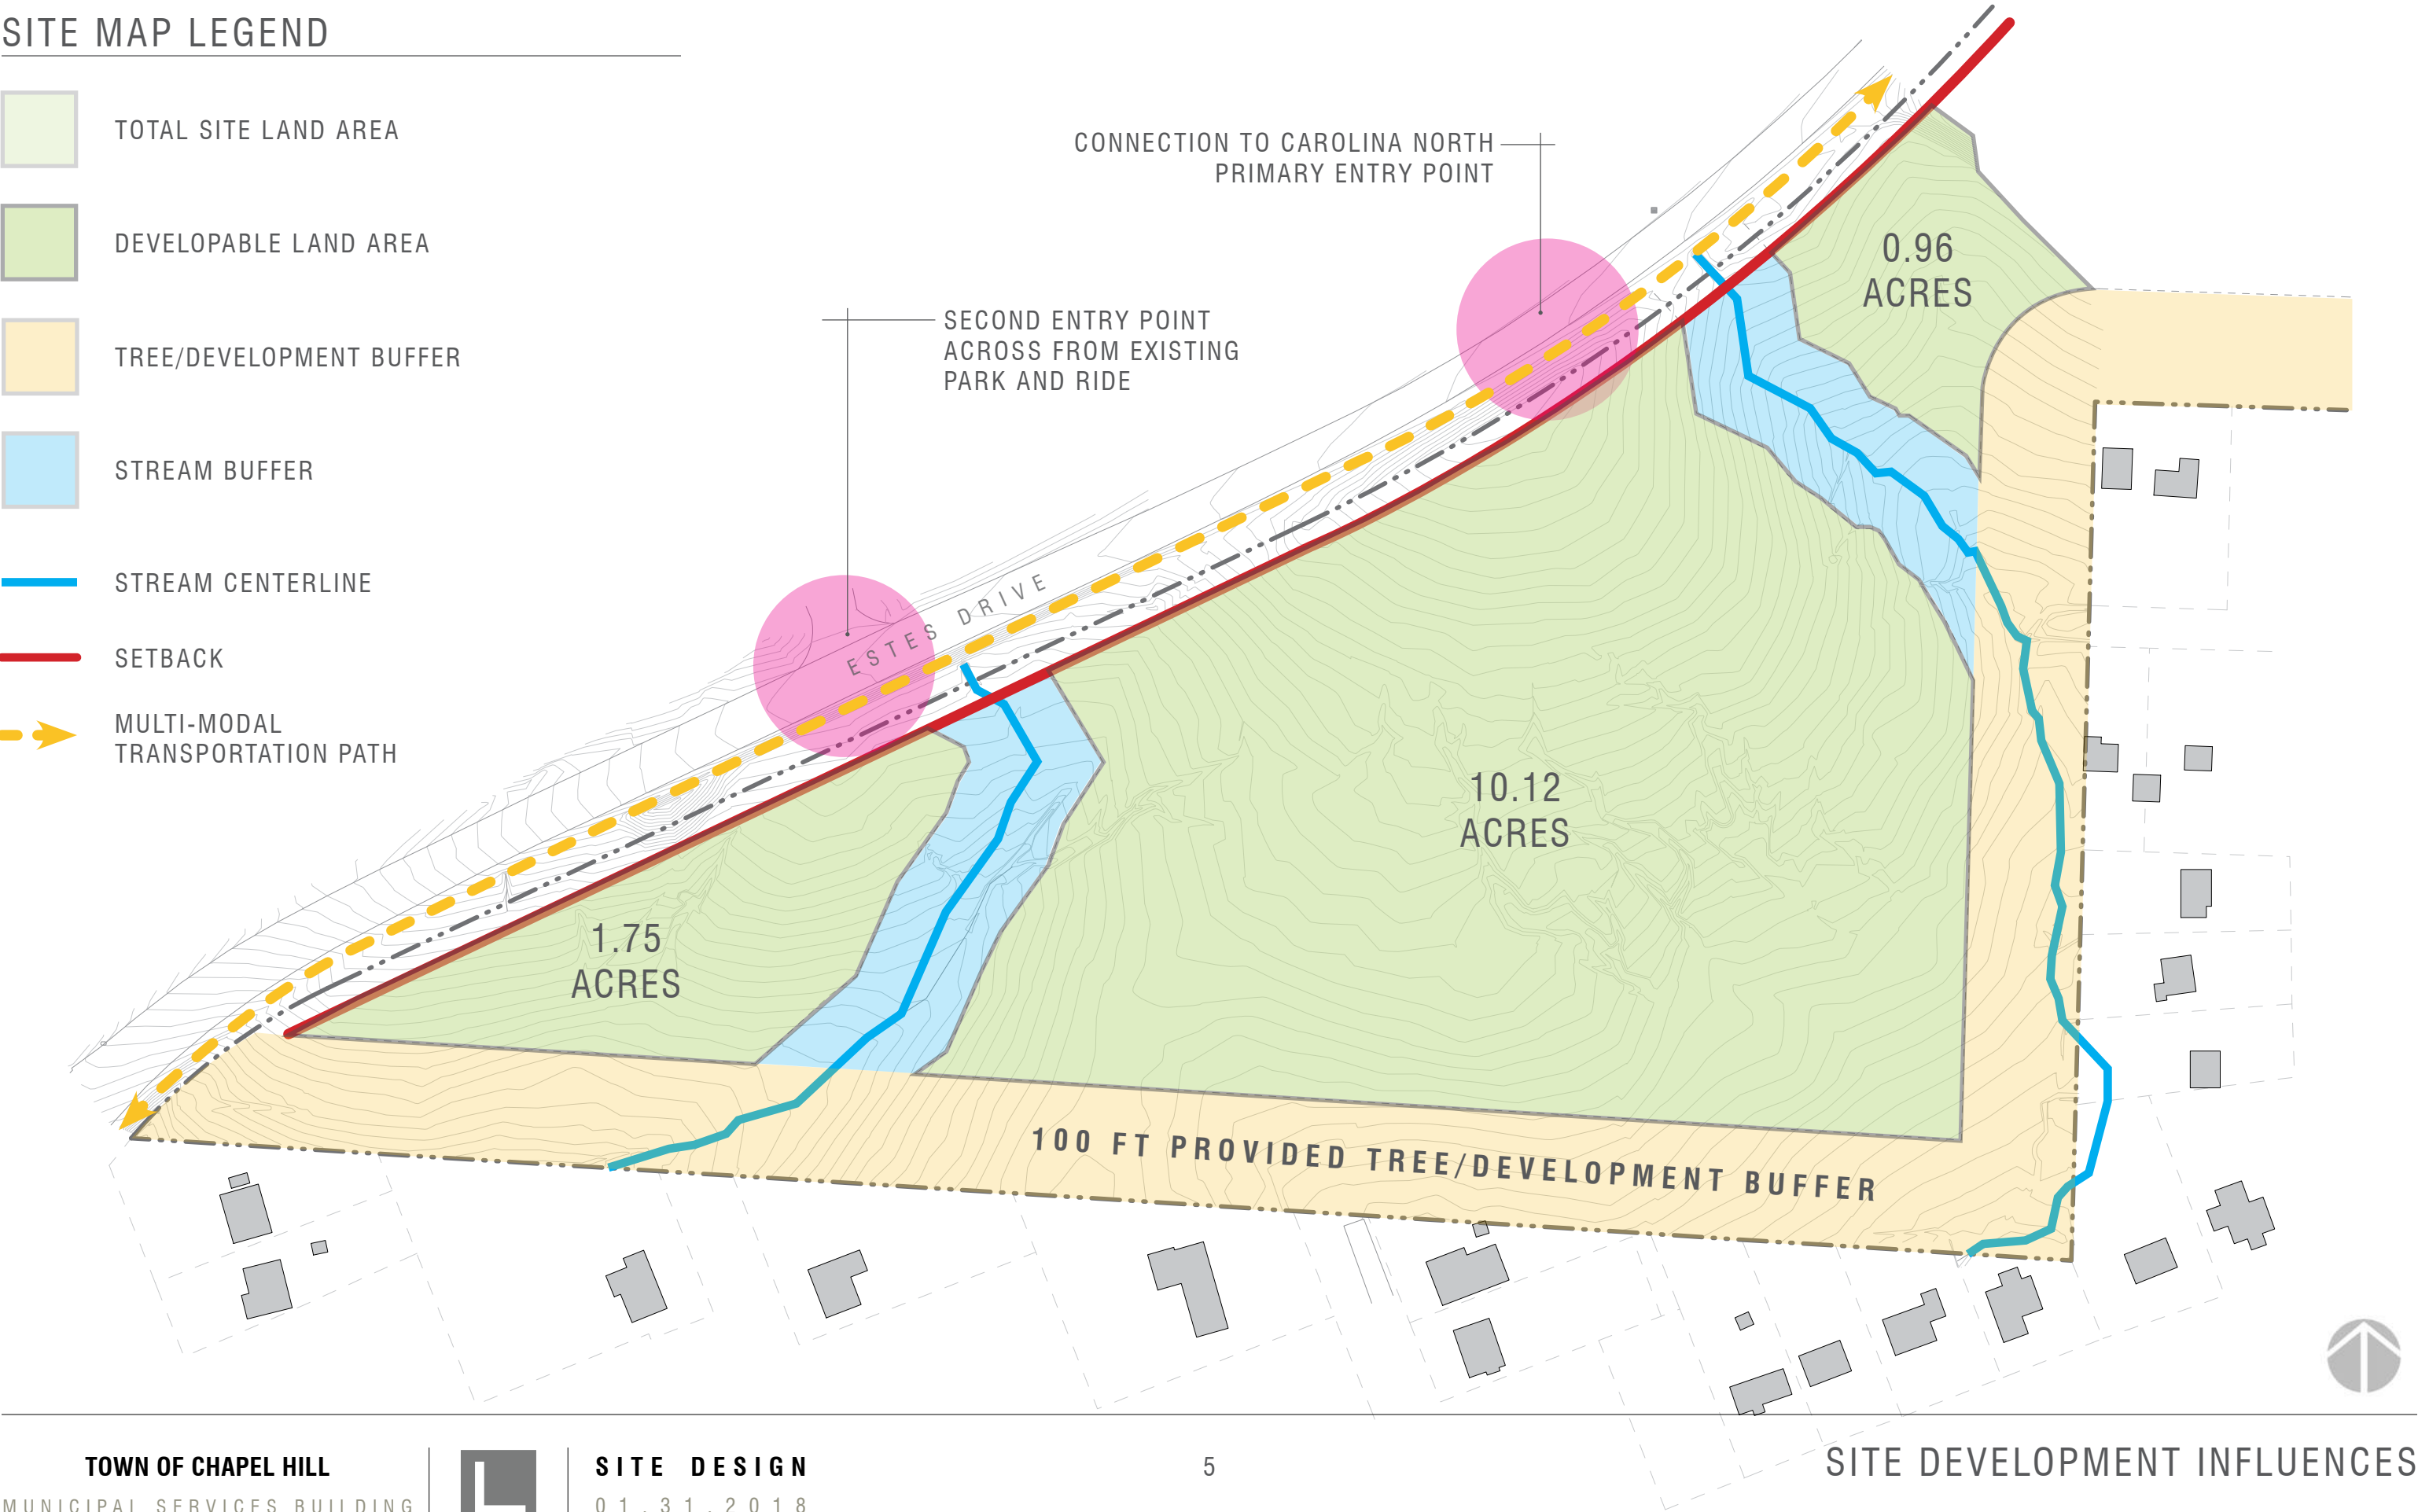 SITE MAP LEGEND
TOTAL SITE LAND AREA
DEVELOPABLE LAND AREA
TREE/DEVELOPMENT BUFFER
STREAM BUFFER
STREAM CENTERLINE
SETBACK
MULTI-MODAL
TRANSPORTATION PATH
CONNECTION TO CAROLINA NORTH
PRIMARY ENTRY POINT
SECOND ENTRY POINT
ACROSS FROM EXISTING
PARK AND RIDE
ESTES DRIVE
0.96
ACRES
10.12
ACRES
1.75
ACRES
100 FT PROVIDED TREE/DEVELOPMENT BUFFER
TOWN OF CHAPEL HILL
MUNICIPAL SERVICES BUILDING
SITE DESIGN
01.31.2018
5
SITE DEVELOPMENT INFLUENCES